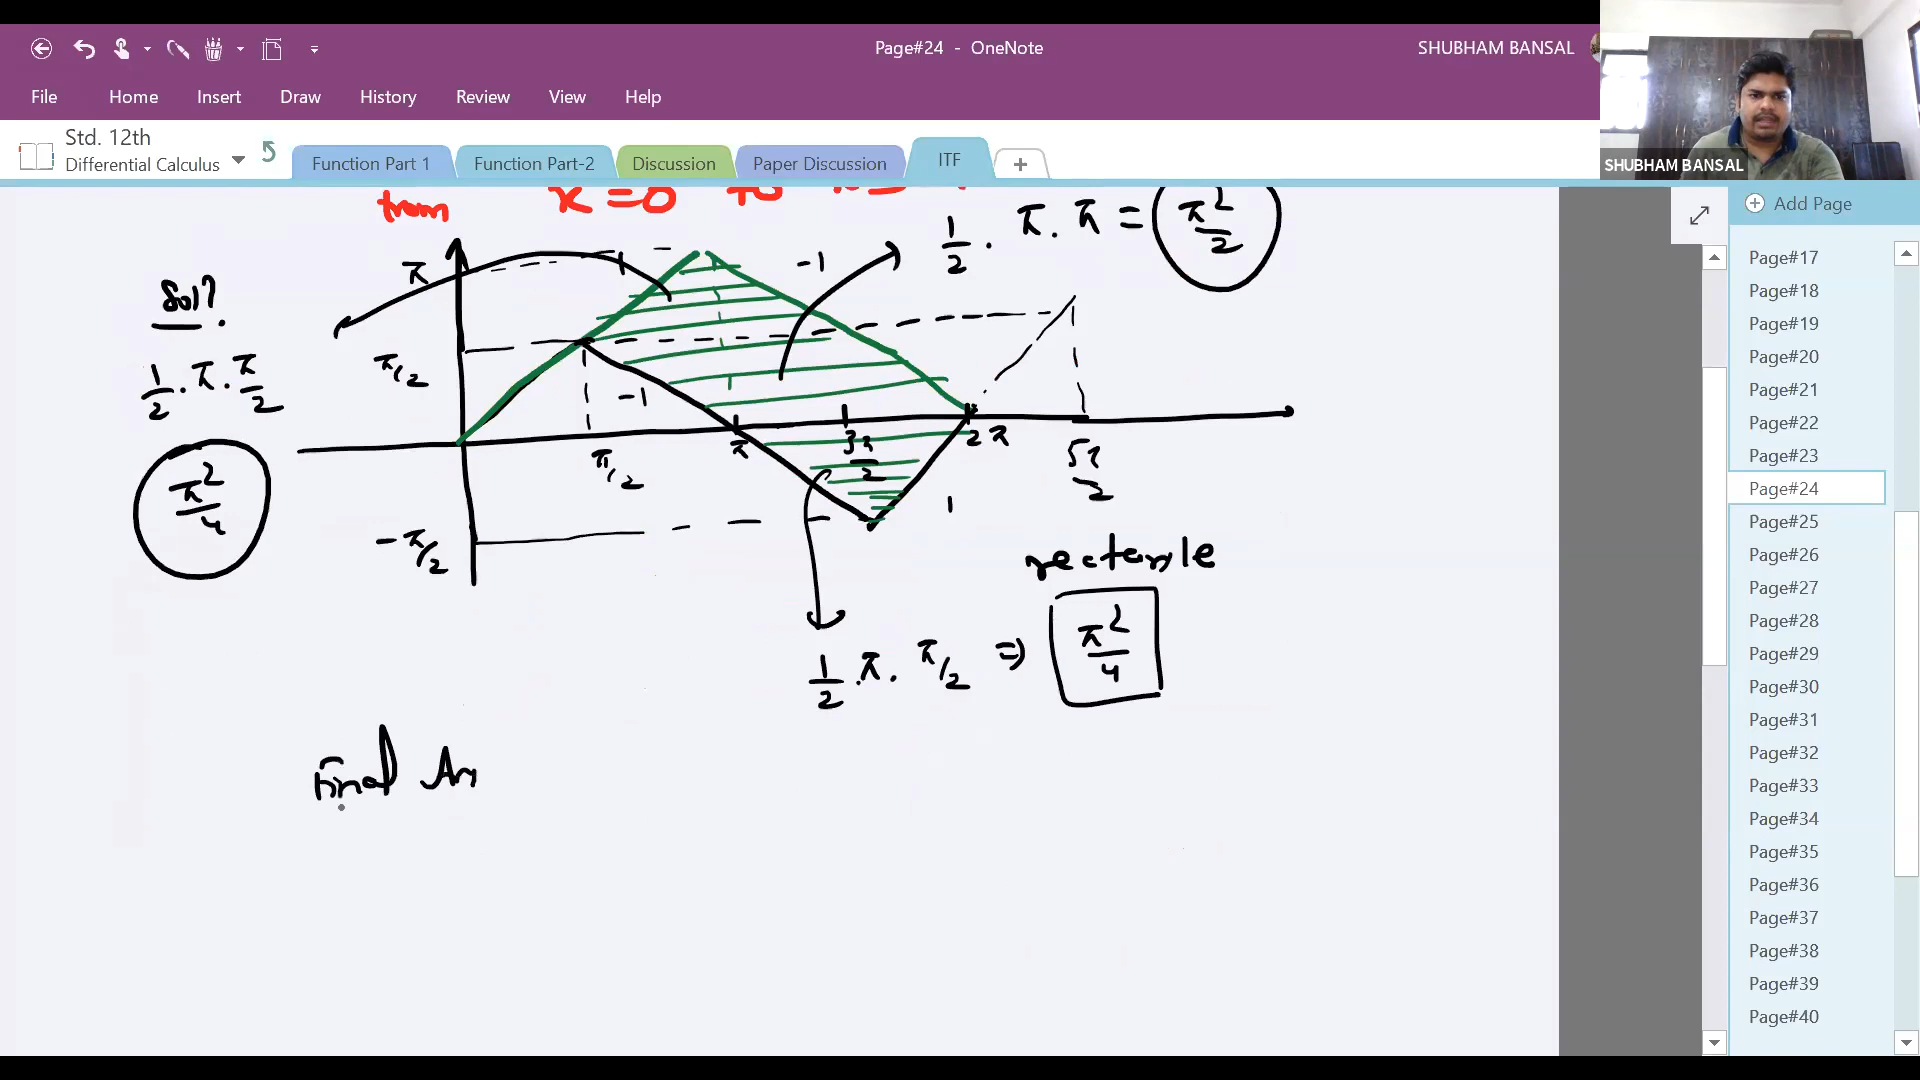 Page#24 - OneNote
SHUBHAM BANSAL
File Home Insert Draw History Review View Help
Std. 12th
Differential Calculus
Function Part 1
Function Part-2
Discussion
Paper Discussion
ITF
SHUBHAM BANSAL
Add Page
Page#17
Page#18
Page#19
Page#20
Page#21
Page#22
Page#23
Page#24
Page#25
Page#26
Page#27
Page#28
Page#29
Page#30
Page#31
Page#32
Page#33
Page#34
Page#35
Page#36
Page#37
Page#38
Page#39
Page#40
from x=0 to
1/2 . π . π = π²/2
π
1
-1
Solⁿ.
π/2
1/2 . π . π/2
-1
π/2
π
3π/2
2π
5π/2
π²/4
1
-π/2
rectangle
1/2 . π . π/2 ⇒ π²/4
Final An